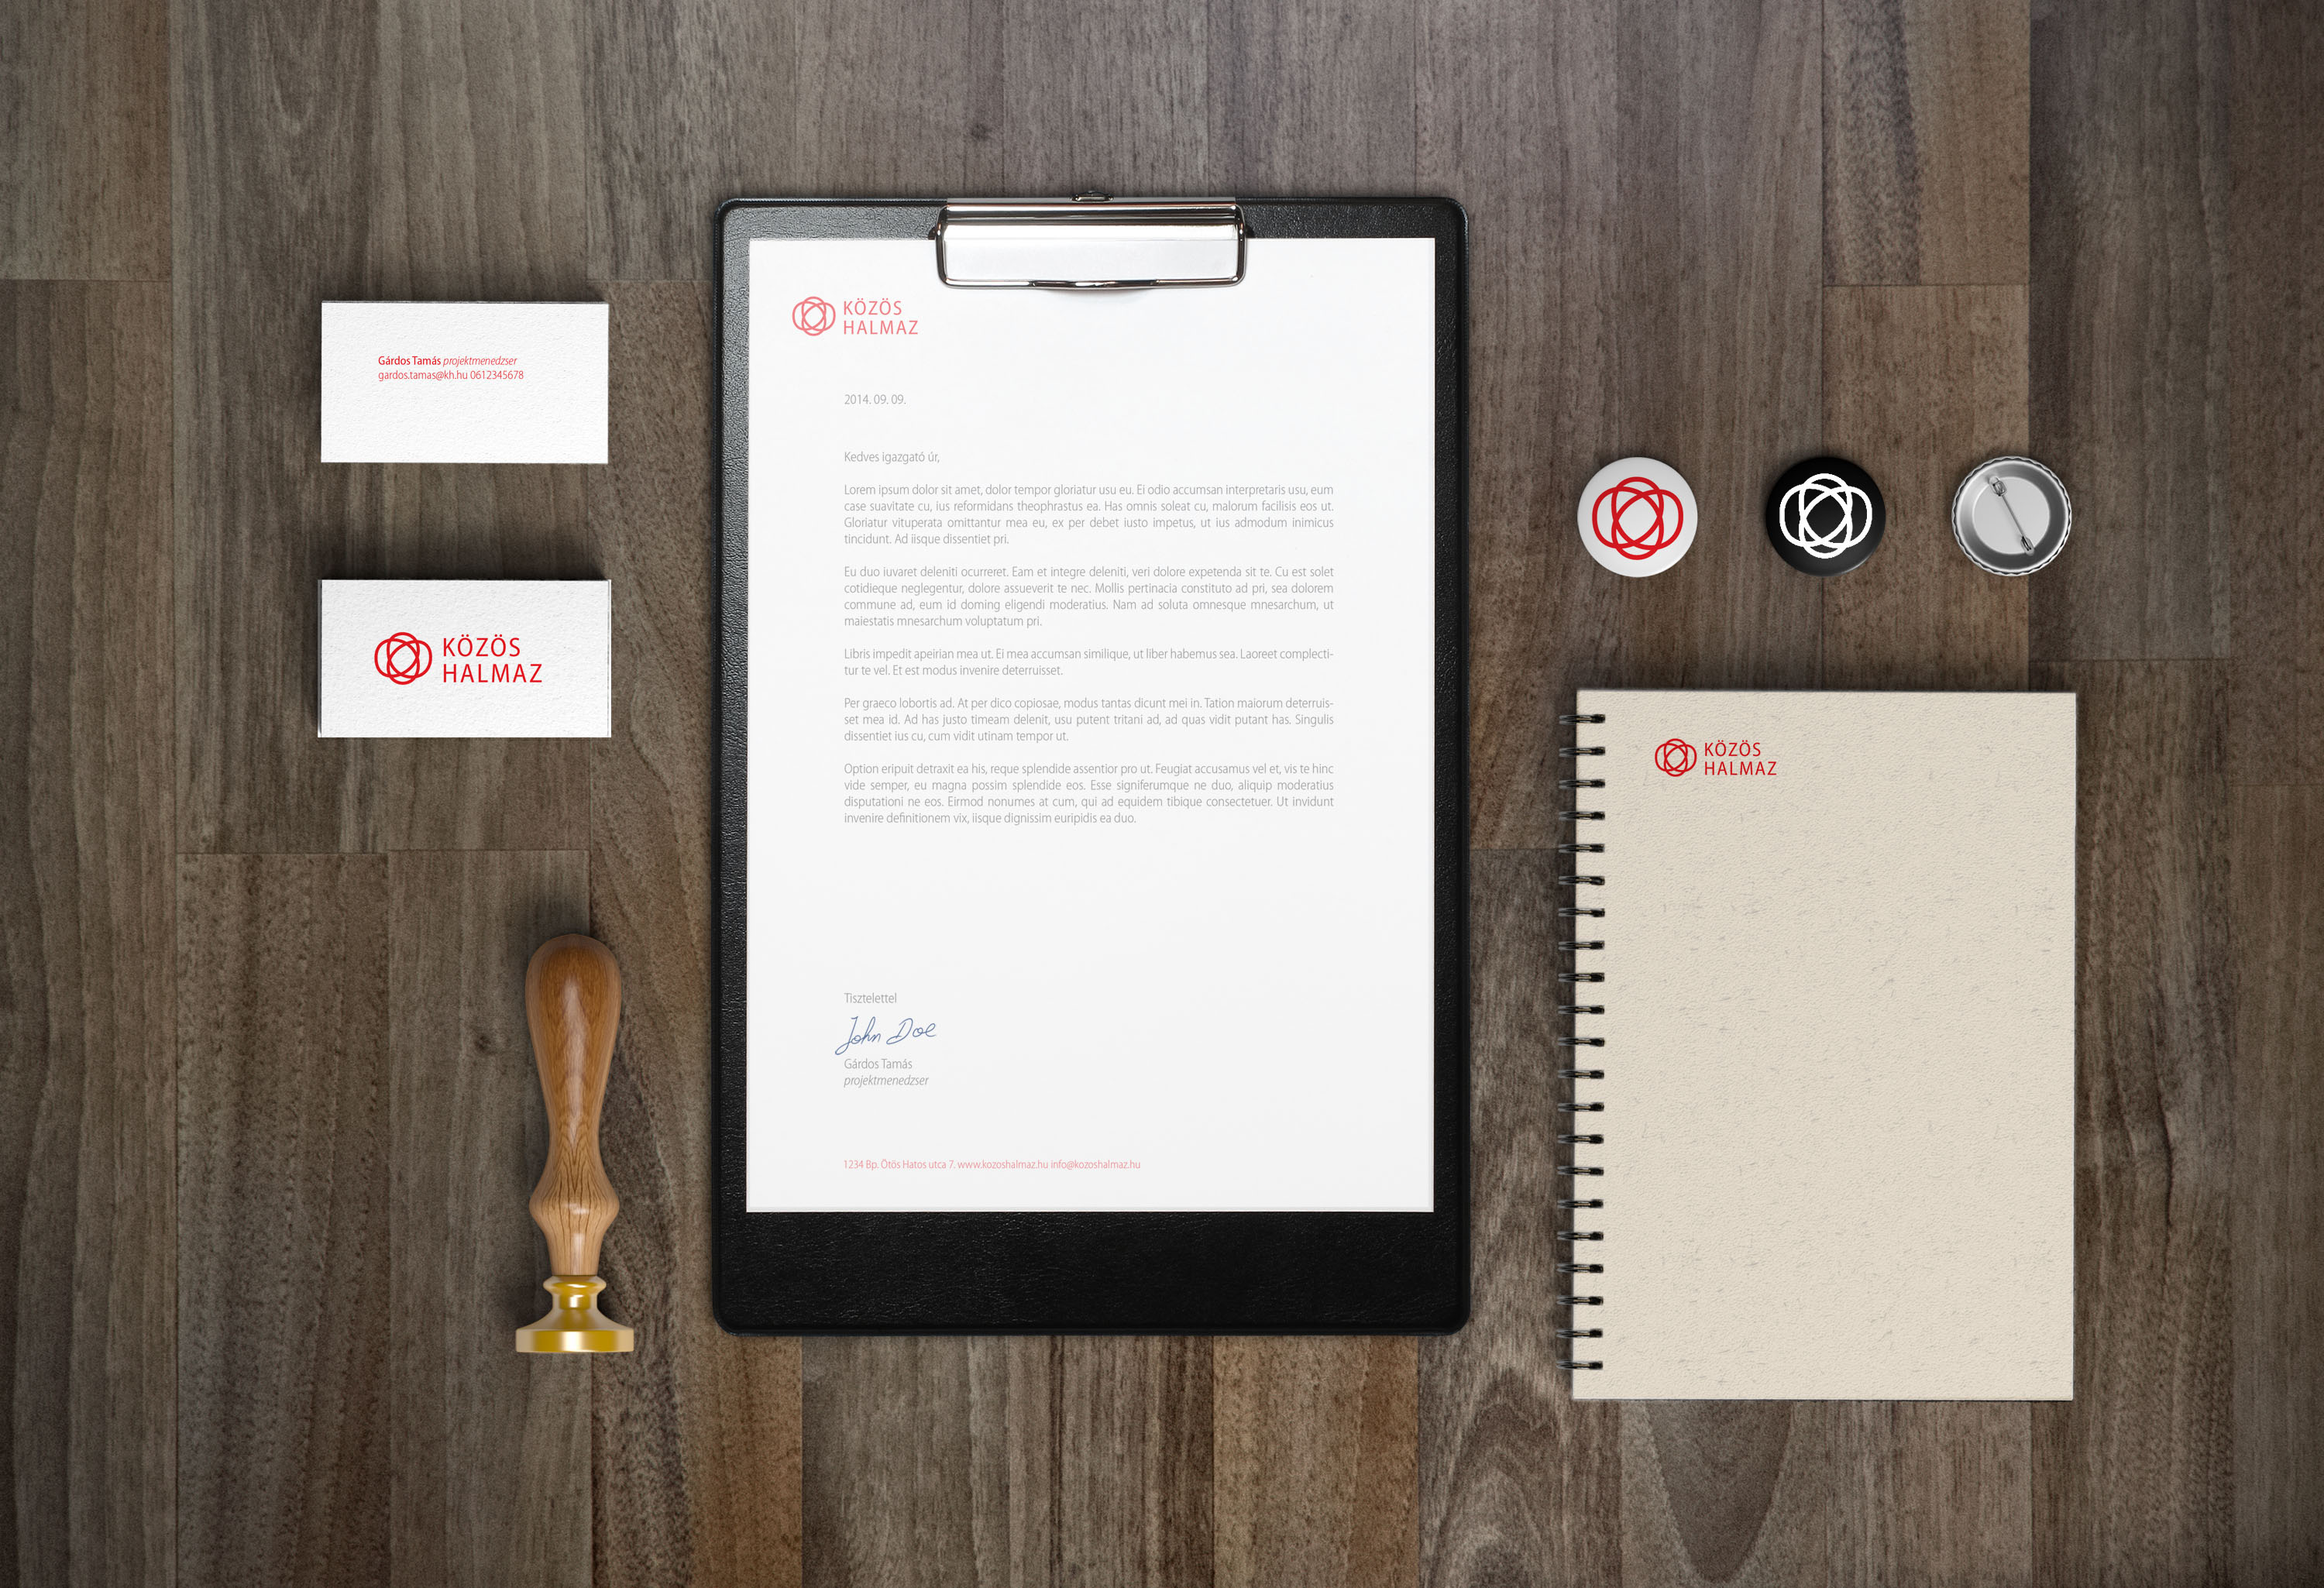 Gárdos Tamás projektmenedzser
gardos.tamas@kh.hu 0612345678
KÖZÖS
HALMAZ
KÖZÖS
HALMAZ
2014. 09. 09.
Kedves igazgató úr,
Lorem ipsum dolor sit amet, dolor tempor gloriatur usu eu. Ei odio accumsan interpretaris usu, eum
case suavitate cu, ius reformidans theophrastus ea. Has omnis soleat cu, malorum facilisis eos ut.
Gloriatur vituperata omittantur mea eu, ex per debet iusto impetus, ut ius admodum inimicus
tincidunt. Ad iisque dissentiet pri.
Eu duo iuvaret deleniti ocurreret. Eam et integre deleniti, veri dolore expetenda sit te. Cu est solet
cotidieque neglegentur, dolore assueverit te nec. Mollis pertinacia constituto ad pri, sea dolorem
commune ad, eum id doming eligendi moderatius. Nam ad soluta omnesque mnesarchum, ut
maiestatis mnesarchum voluptatum pri.
Libris impedit apeirian mea ut. Ei mea accumsan similique, ut liber habemus sea. Laoreet complecti-
tur te vel. Et est modus invenire deterruisset.
Per graeco lobortis ad. At per dico copiosae, modus tantas dicunt mei in. Tation maiorum deterruis-
set mea id. Ad has justo timeam delenit, usu putent tritani ad, ad quas vidit putant has. Singulis
dissentiet ius cu, cum vidit utinam tempor ut.
Option eripuit detraxit ea his, reque splendide assentior pro ut. Feugiat accusamus vel et, vis te hinc
vide semper, eu magna possim splendide eos. Esse signiferumque ne duo, aliquip moderatius
disputationi ne eos. Eirmod nonumes at cum, qui ad equidem tibique consectetuer. Ut invidunt
invenire definitionem vix, iisque dignissim euripidis ea duo.
Tisztelettel
John Doe
Gárdos Tamás
projektmenedzser
1234 Bp. Ötös Hatos utca 7. www.kozoshalmaz.hu info@kozoshalmaz.hu
KÖZÖS
HALMAZ